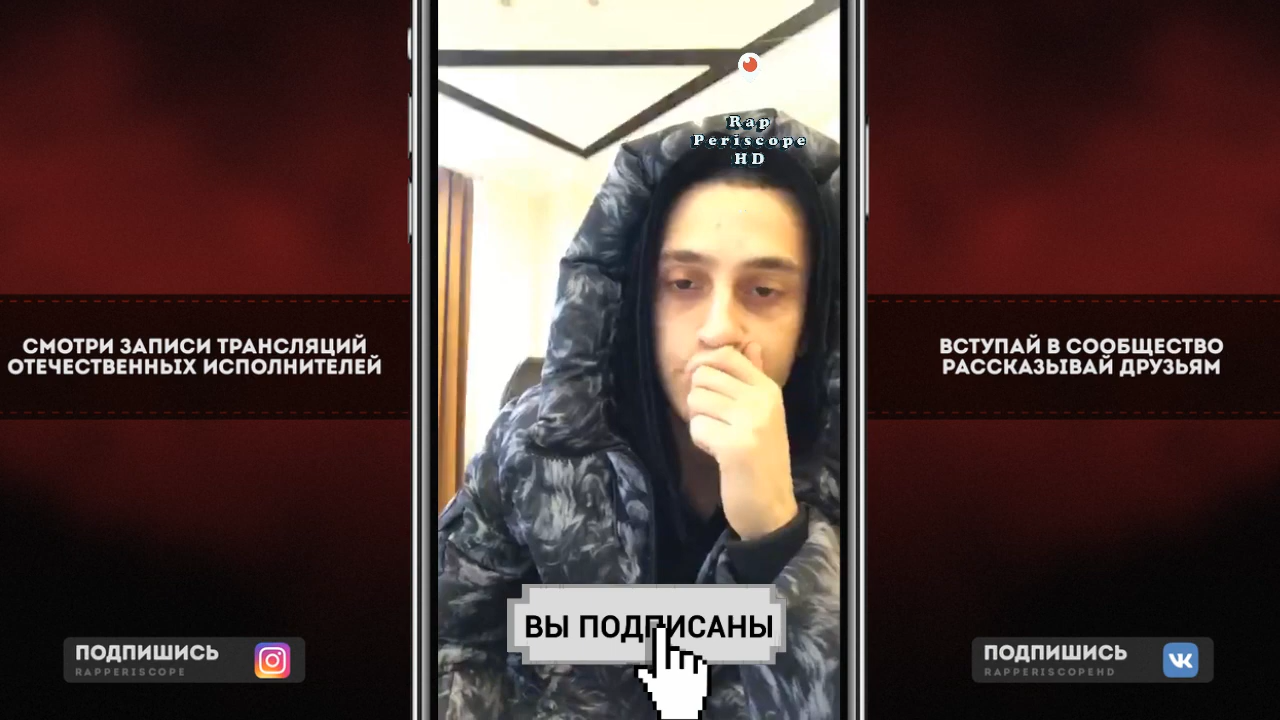 Rap
Periscope
HD
СМОТРИ ЗАПИСИ ТРАНСЛЯЦИЙ
ОТЕЧЕСТВЕННЫХ ИСПОЛНИТЕЛЕЙ
ВСТУПАЙ В СООБЩЕСТВО
РАССКАЗЫВАЙ ДРУЗЬЯМ
ВЫ ПОДПИСАНЫ
ПОДПИШИСЬ
RAPPERISCOPE
ПОДПИШИСЬ
RAPPERISCOPEHD